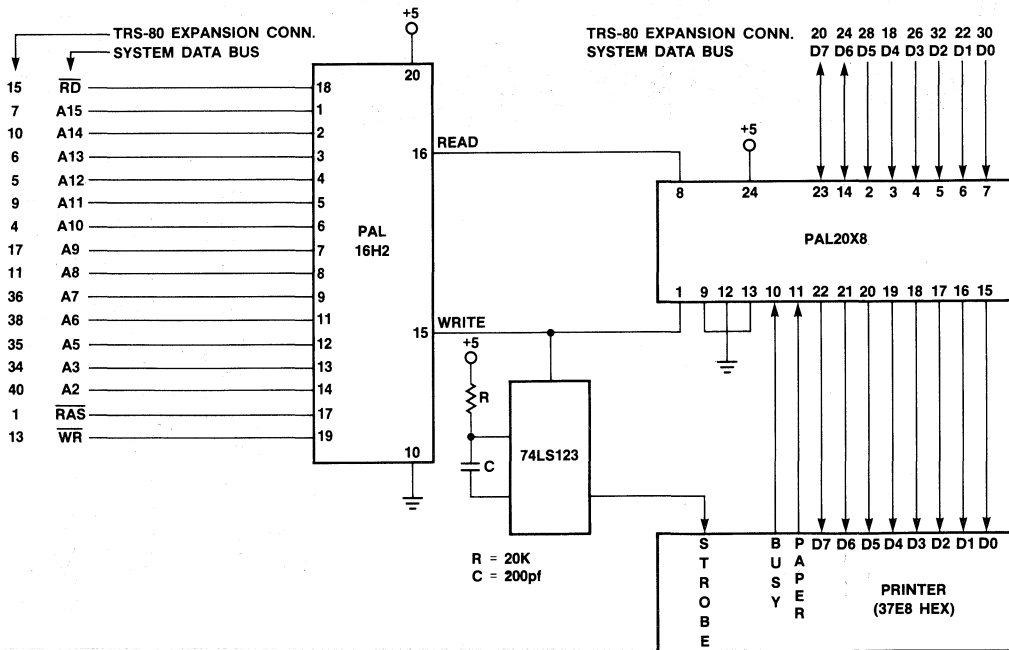 TRS-80 EXPANSION CONN.
SYSTEM DATA BUS
15 RD
7 A15
10 A14
6 A13
5 A12
9 A11
4 A10
17 A9
11 A8
36 A7
38 A6
35 A5
34 A3
40 A2
1 RAS
13 WR
+5
20
18
1
2
3
4
5
6
7
8
9
11
12
13
14
17
19
PAL
16H2
16
15
10
READ
WRITE
+5
R
C
74LS123
R = 20K
C = 200pf
TRS-80 EXPANSION CONN. 20 24 28 18 26 32 22 30
SYSTEM DATA BUS D7 D6 D5 D4 D3 D2 D1 D0
+5
8 24 23 14 2 3 4 5 6 7
PAL20X8
1 9 12 13 10 11 22 21 20 19 18 17 16 15
STROBE
BUSY
PAPER
D7 D6 D5 D4 D3 D2 D1 D0
PRINTER
(37E8 HEX)